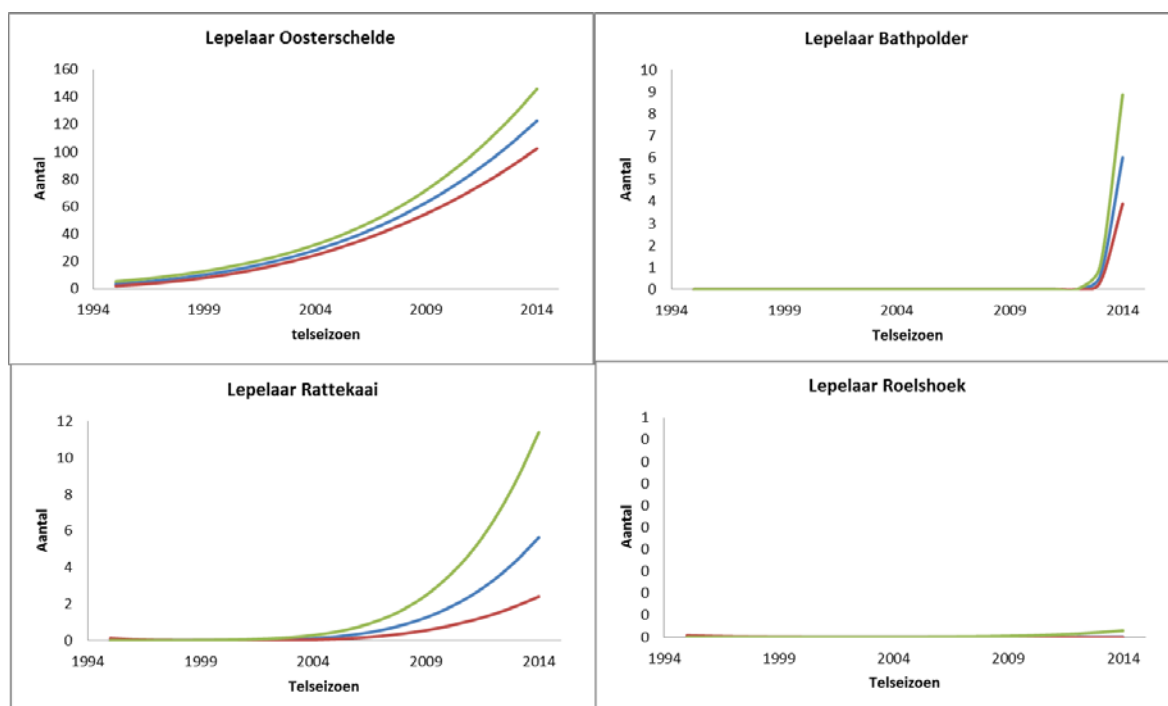 Lepelaar Oosterschelde
160
140
120
100
80
60
40
20
0
Aantal
1994 1999 2004 2009 2014
telseizoen
Lepelaar Bathpolder
10
9
8
7
6
5
4
3
2
1
0
Aantal
1994 1999 2004 2009 2014
Telseizoen
Lepelaar Rattekaai
12
10
8
6
4
2
0
Aantal
1994 1999 2004 2009 2014
Telseizoen
Lepelaar Roelshoek
1
0
0
0
0
0
0
0
0
0
0
Aantal
1994 1999 2004 2009 2014
Telseizoen